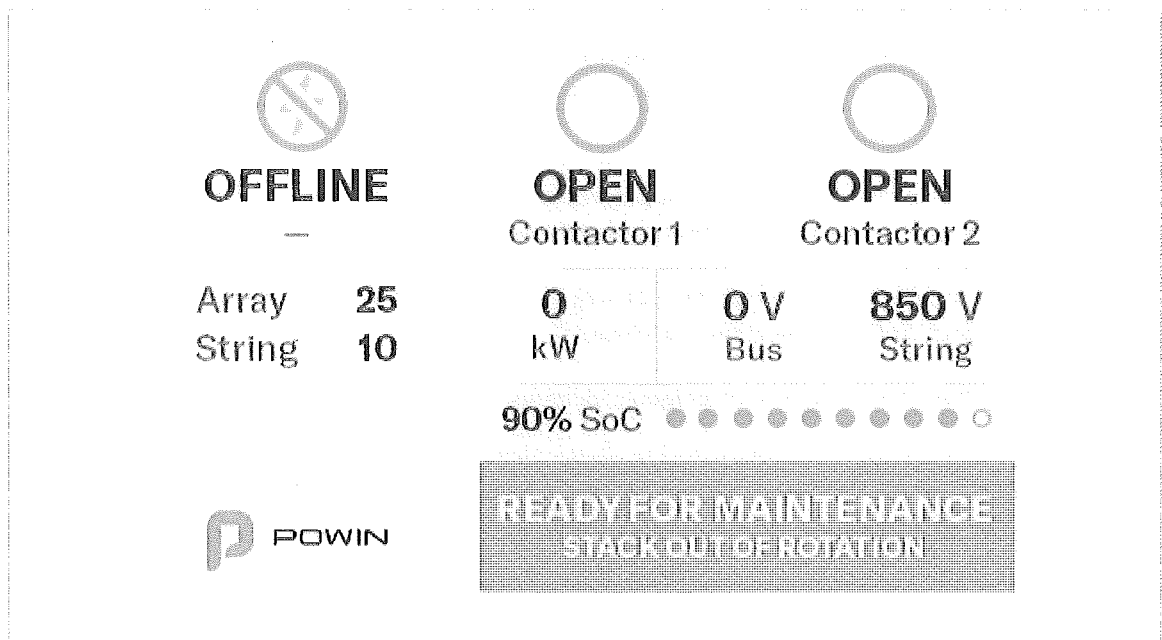 OFFLINE
—
OPEN
Contactor 1
OPEN
Contactor 2
Array 25
String 10
0
kW
0 V
Bus
850 V
String
90% SoC
READY FOR MAINTENANCE
STACK OUT OF ROTATION
POWIN